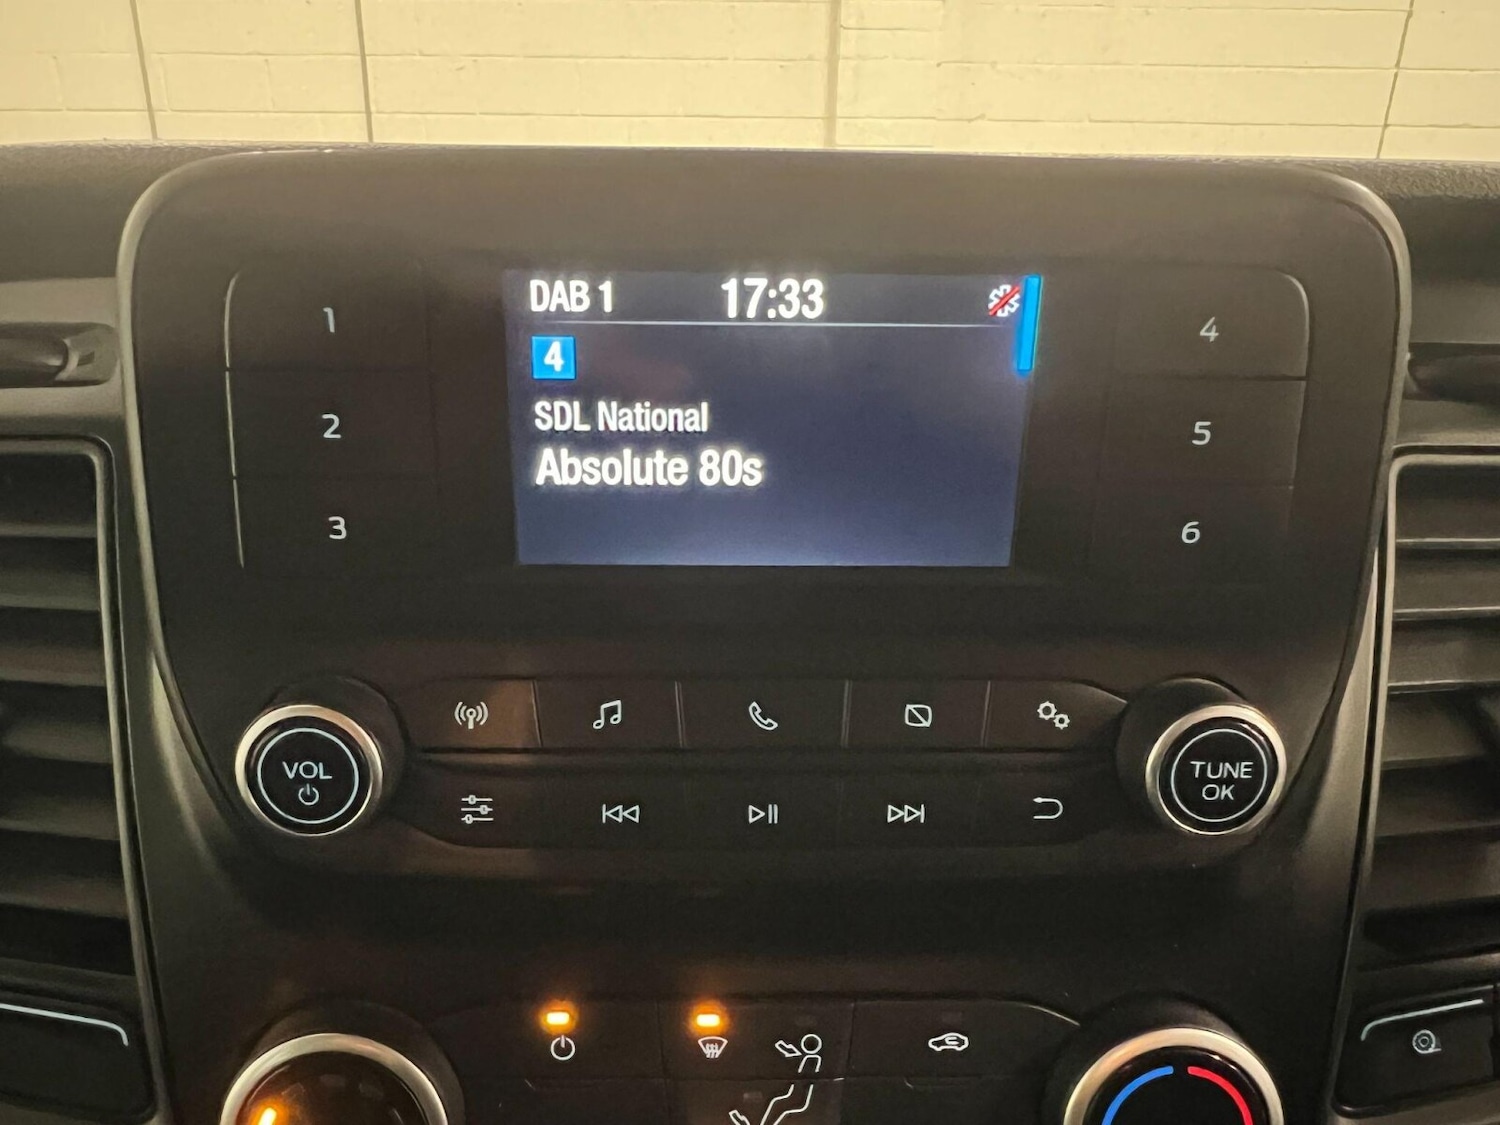 DAB 1 17:33
4
SDL National
Absolute 80s
1
2
3
4
5
6
VOL
TUNE
OK